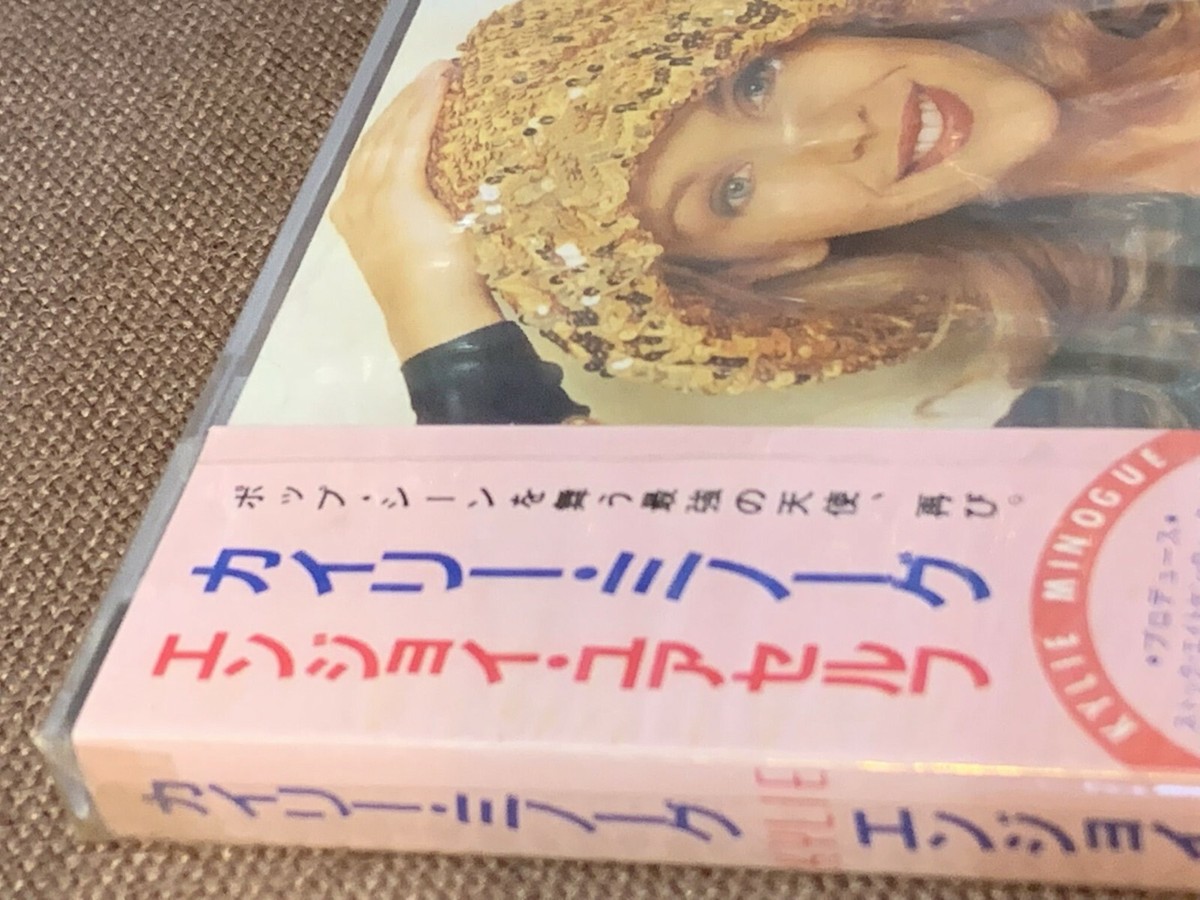 ポップ・シーンを舞う最強の天使、再び。
カイリー・ミノーグ
エンジョイ・ユアセルフ
KYLIE MINOGUE
*プロデュース*
カイリー・ミノーグ KYLIE エンジョイ